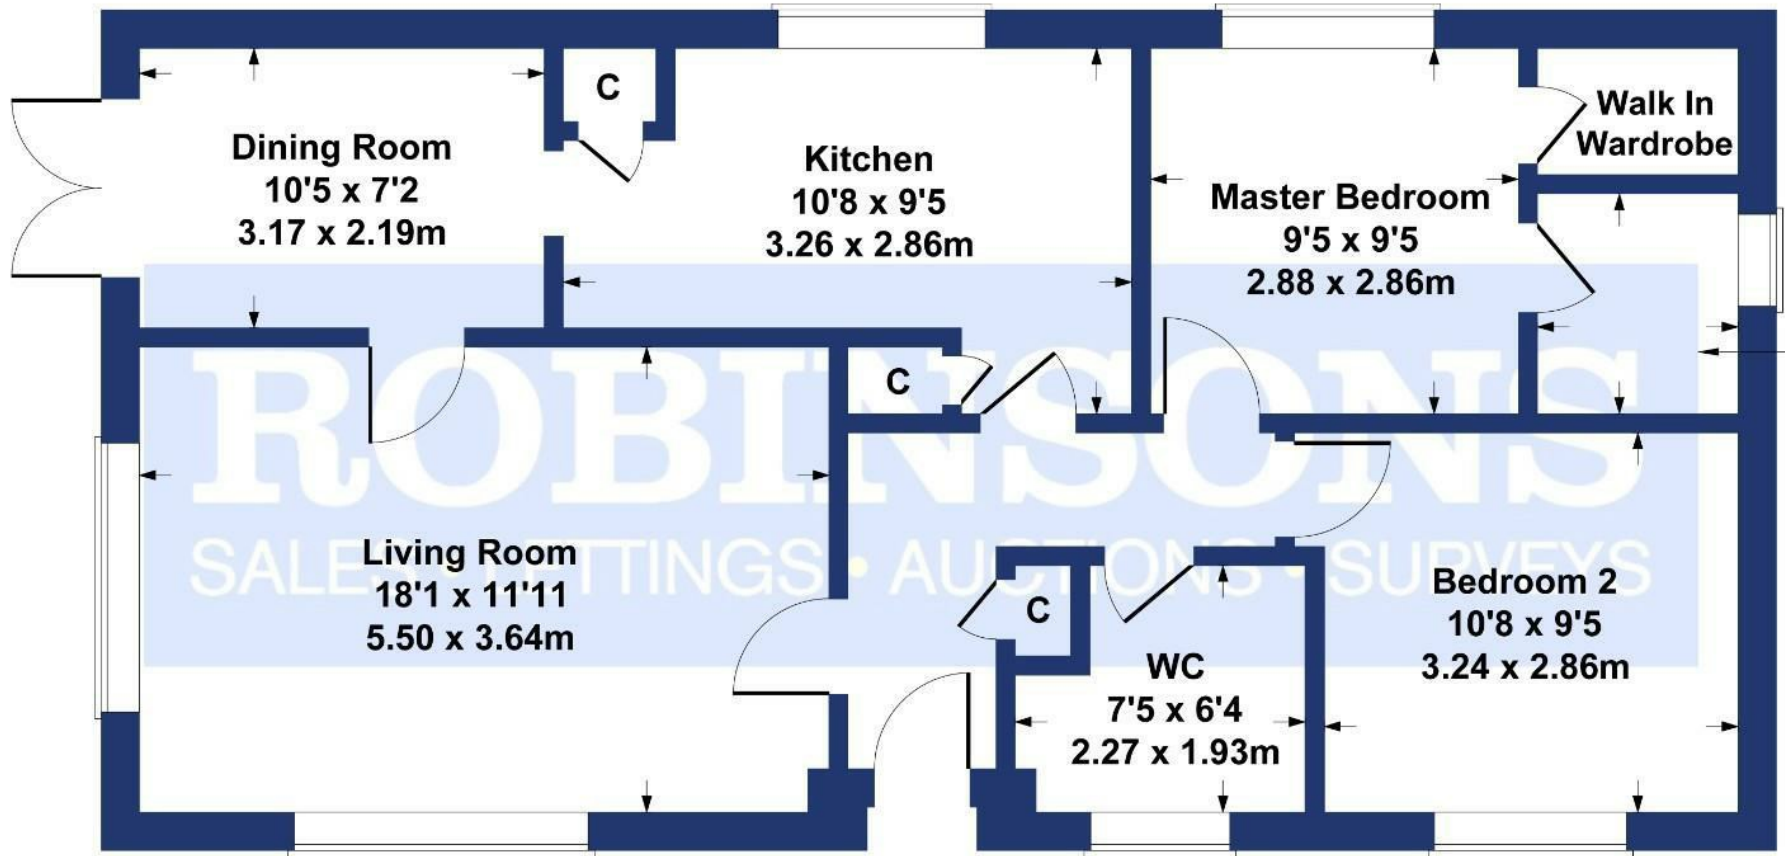 C
Dining Room
10'5 x 7'2
3.17 x 2.19m
Kitchen
10'8 x 9'5
3.26 x 2.86m
Master Bedroom
9'5 x 9'5
2.88 x 2.86m
Walk In
Wardrobe
C
ROBINSONS
SALES • LETTINGS • AUCTIONS • SURVEYS
Living Room
18'1 x 11'11
5.50 x 3.64m
C
WC
7'5 x 6'4
2.27 x 1.93m
Bedroom 2
10'8 x 9'5
3.24 x 2.86m